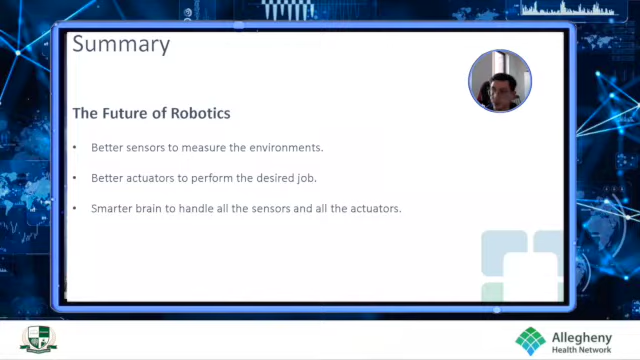 Summary
The Future of Robotics
• Better sensors to measure the environments.
• Better actuators to perform the desired job.
• Smarter brain to handle all the sensors and all the actuators.
Allegheny
Health Network